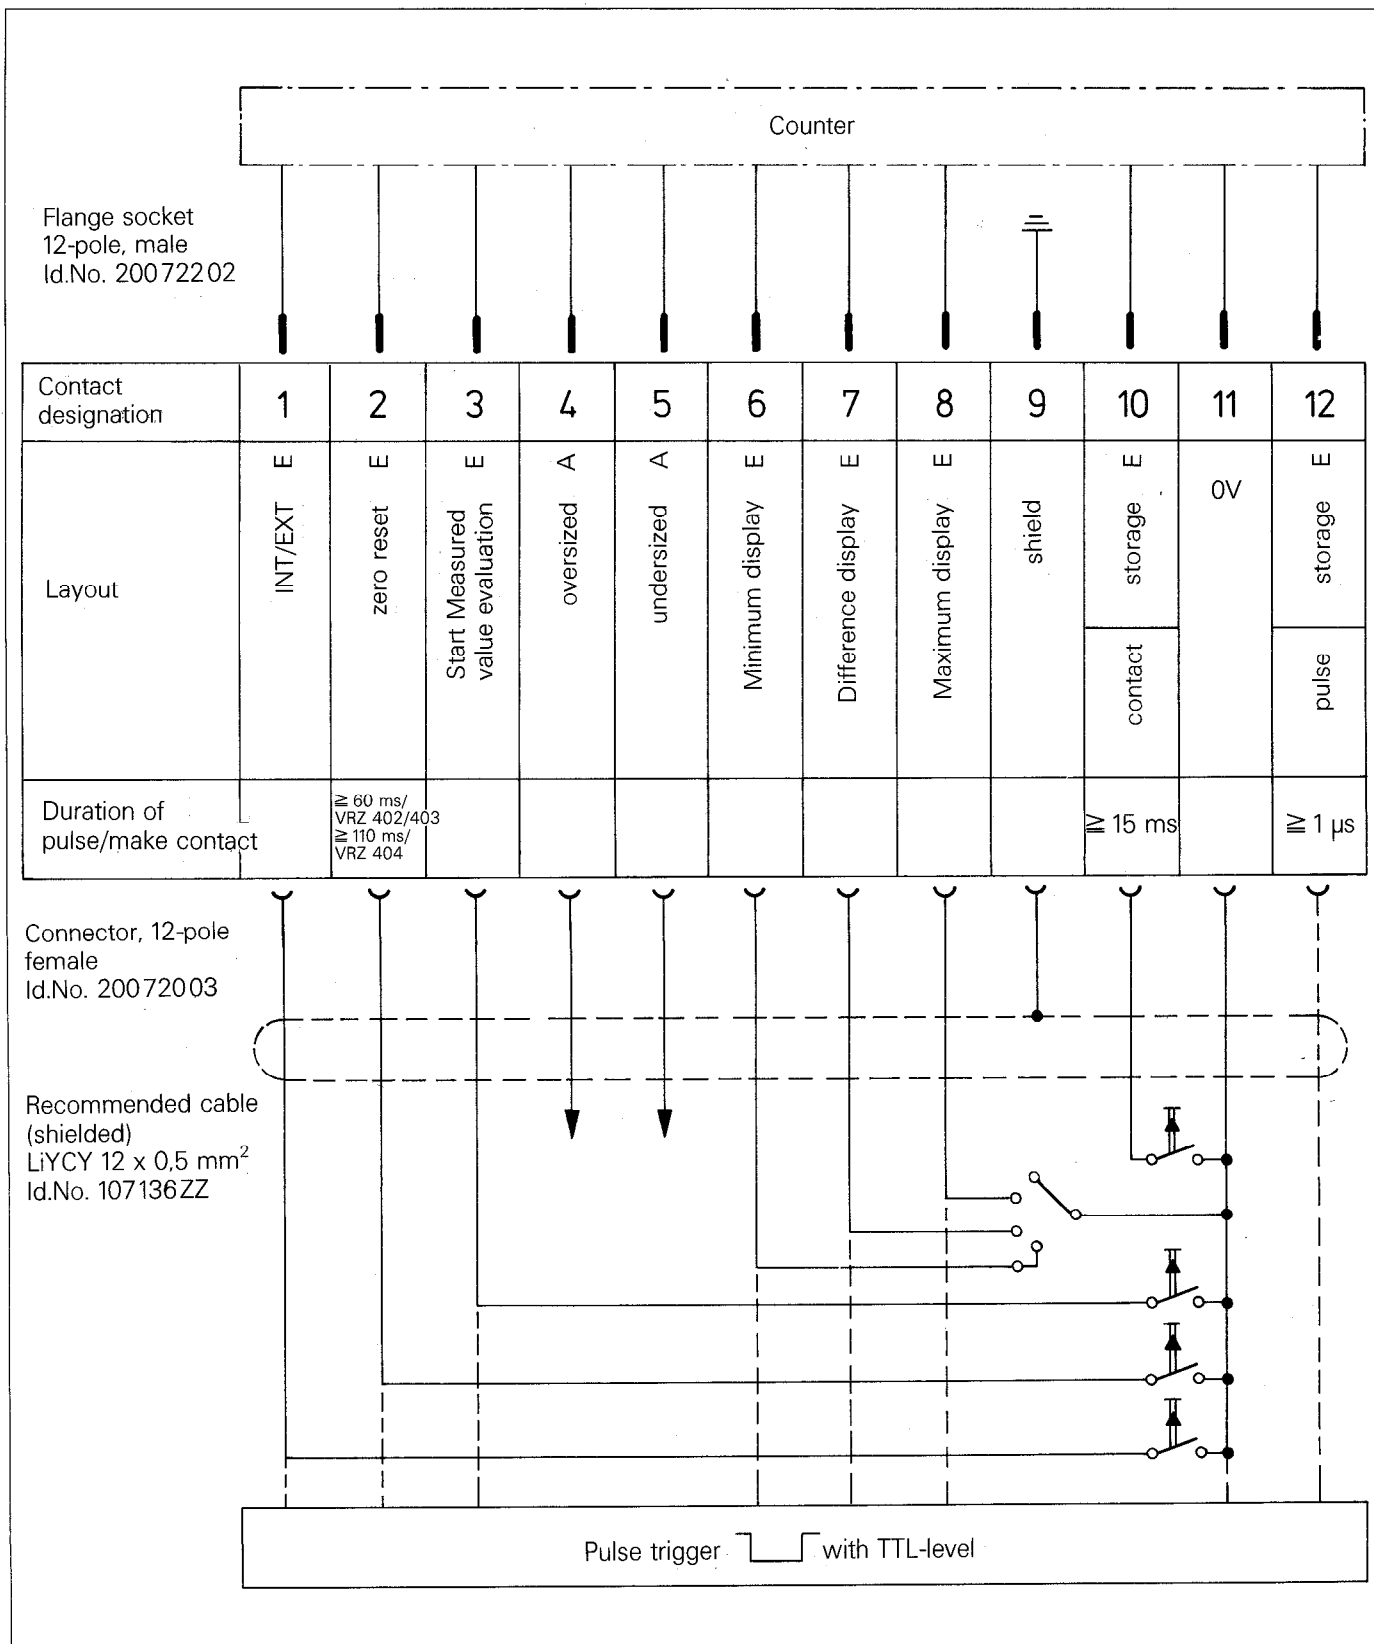 Counter
Flange socket
12-pole, male
Id.No. 20072202
Contact
designation
1 2 3 4 5 6 7 8 9 10 11 12
Layout
INT/EXT E
zero reset E
Start Measured E
value evaluation
oversized A
undersized A
Minimum display E
Difference display E
Maximum display E
shield
storage E
contact
0V
storage E
pulse
Duration of
pulse/make contact
≧ 60 ms/
VRZ 402/403
≧ 110 ms/
VRZ 404
≧ 15 ms
≧ 1 µs
Connector, 12-pole
female
Id.No. 20072003
Recommended cable
(shielded)
LiYCY 12 x 0,5 mm²
Id.No. 107136ZZ
Pulse trigger with TTL-level